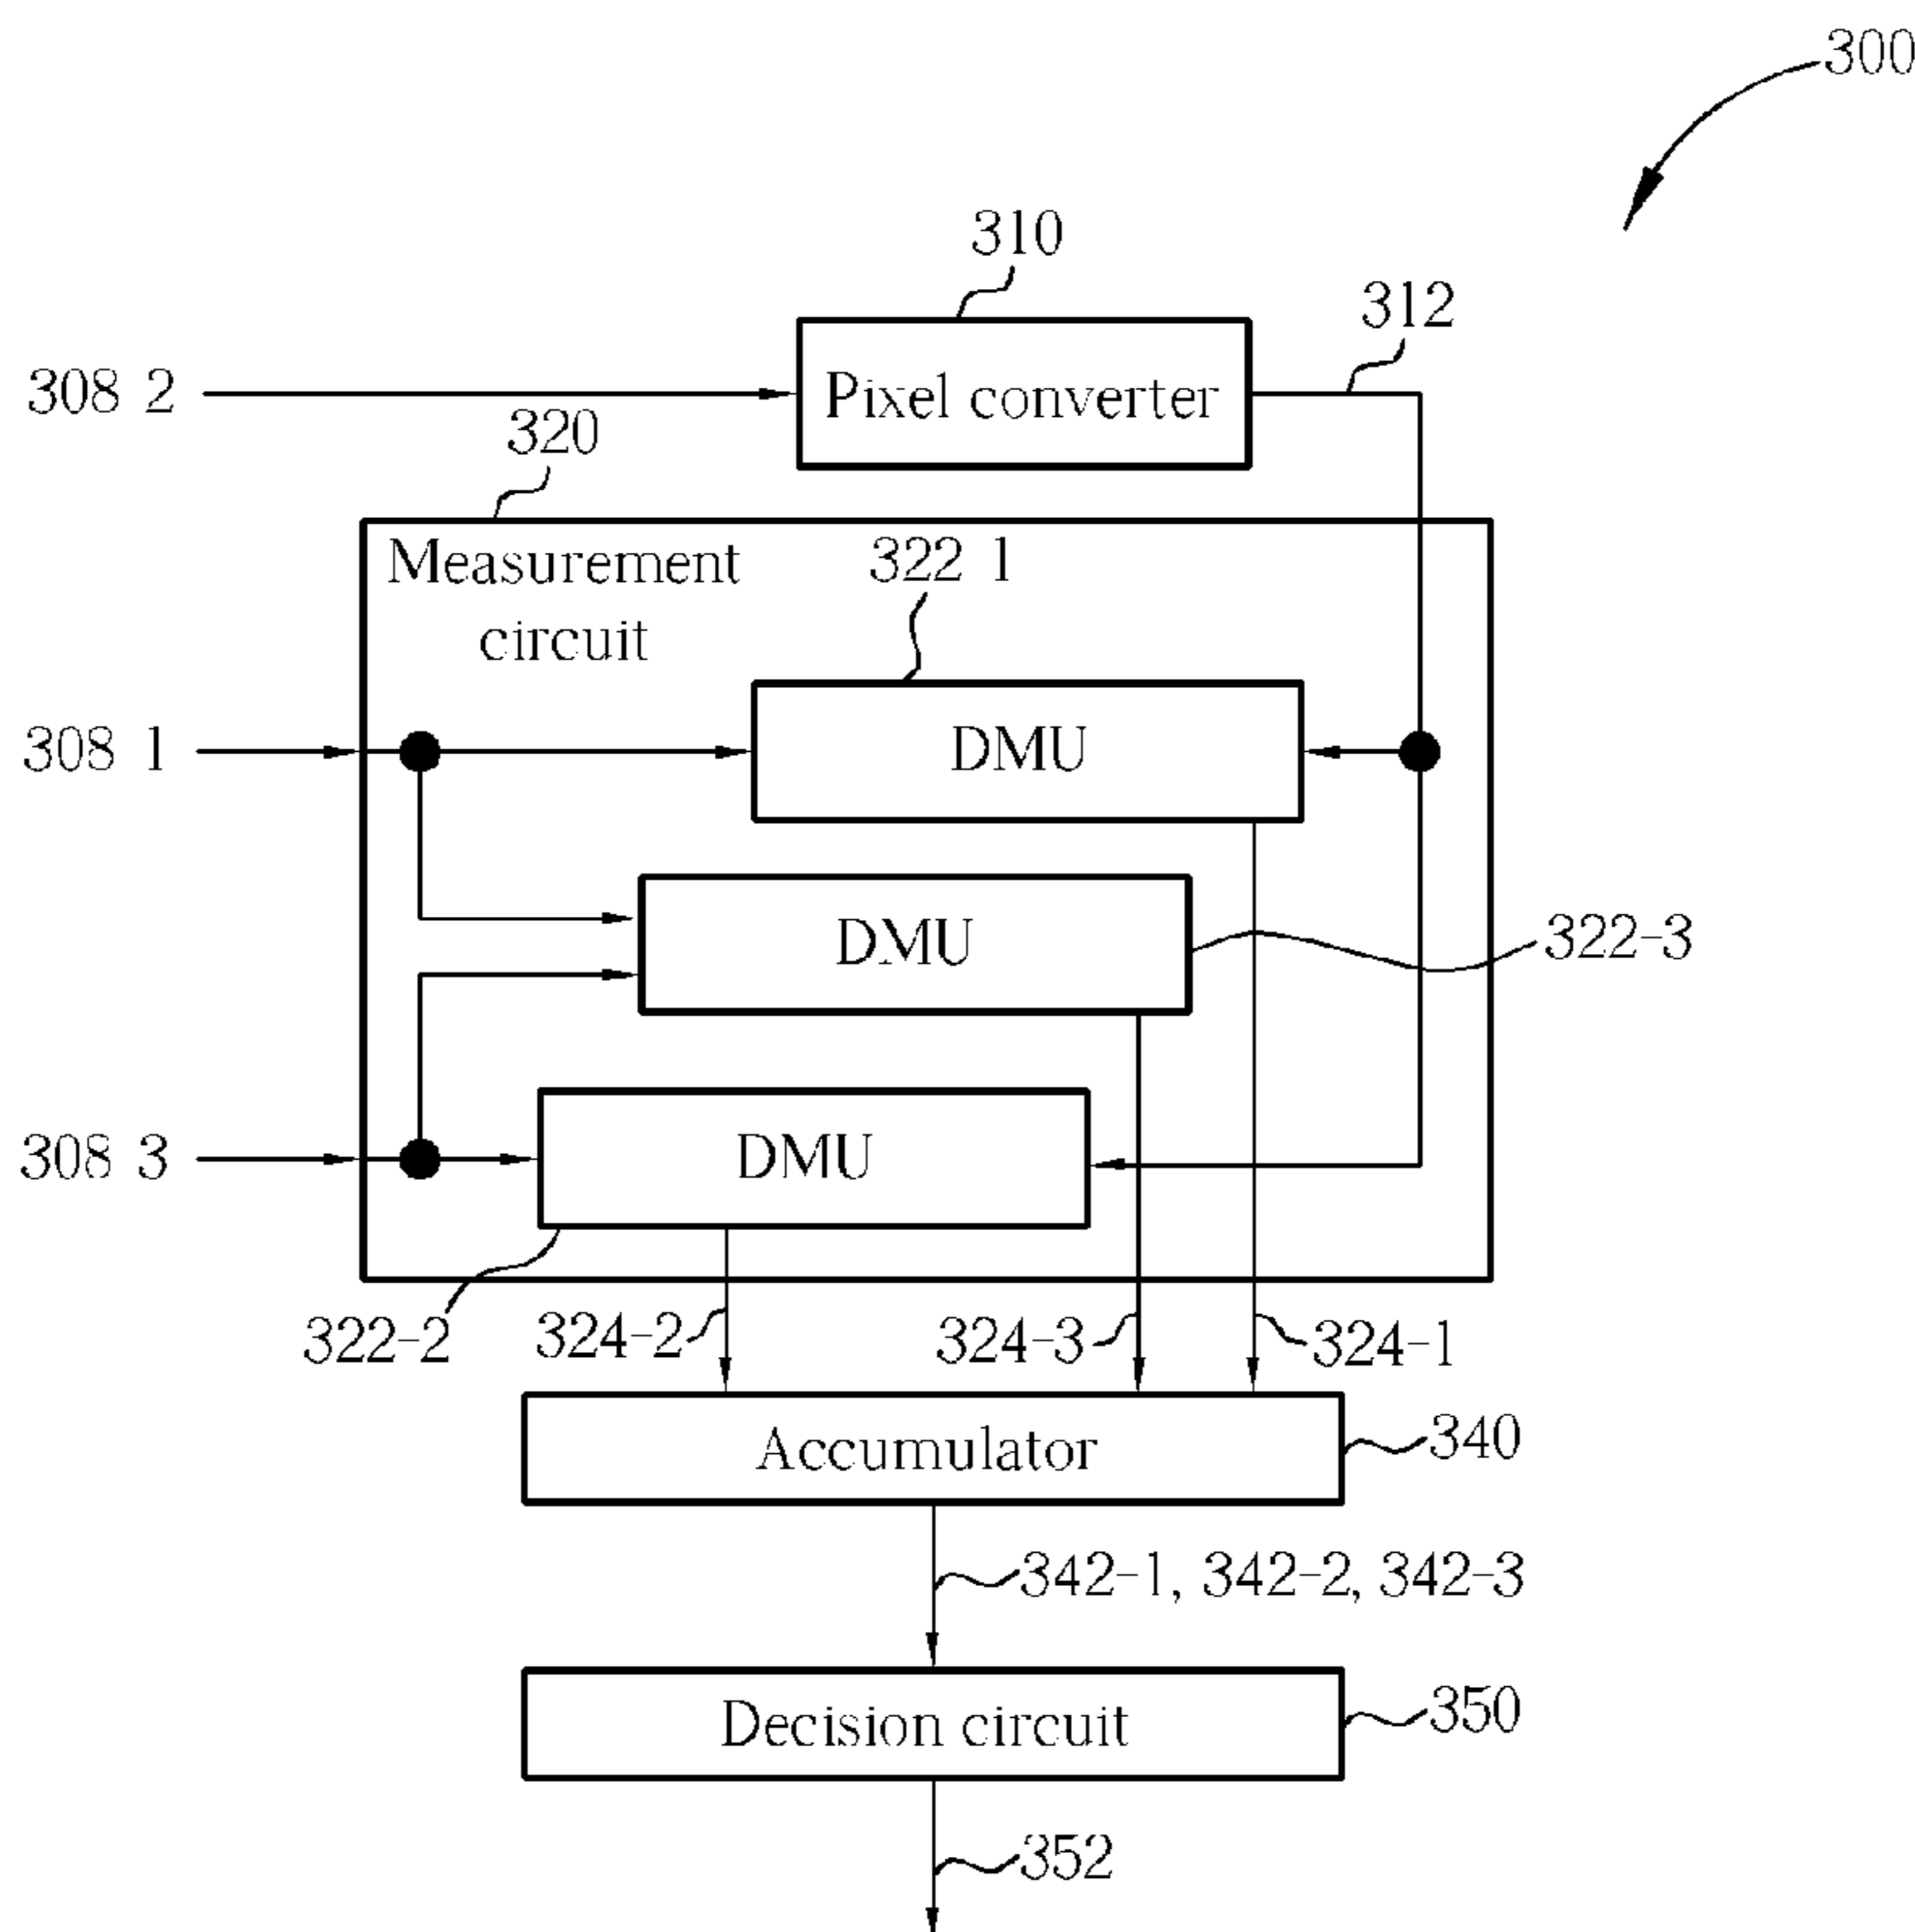 300
310
312
308 2
Pixel converter
320
Measurement
circuit
322 1
308 1
DMU
DMU
322-3
308 3
DMU
322-2
324-2
324-3
324-1
Accumulator
340
342-1, 342-2, 342-3
Decision circuit
350
352